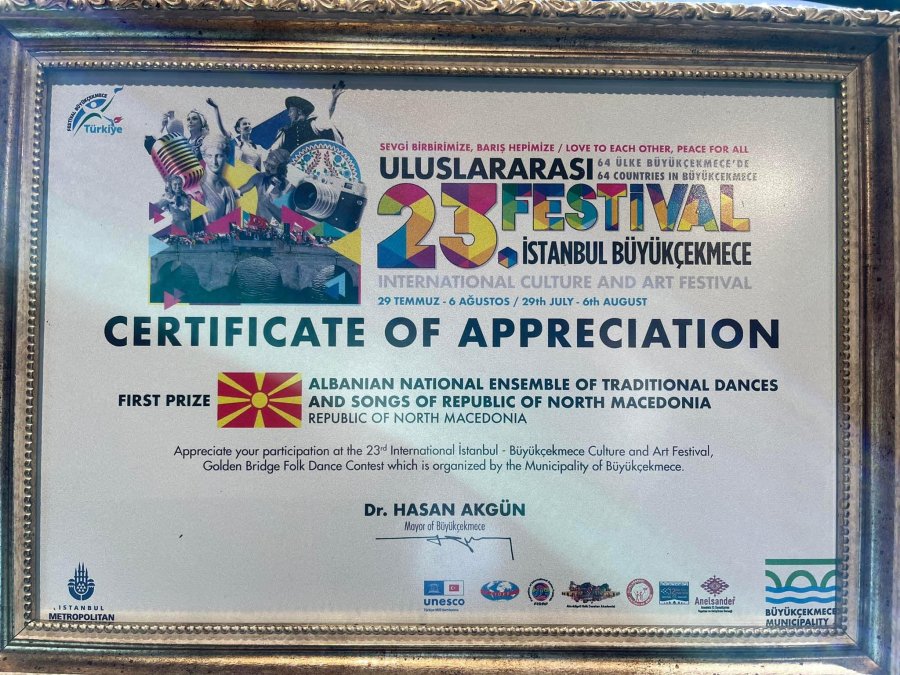 FESTIVAL BÜYÜKÇEKMECE
Türkiye
SEVGİ BİRBİRİMİZE, BARIŞ HEPİMİZE / LOVE TO EACH OTHER, PEACE FOR ALL
ULUSLARARASI
64 ÜLKE BÜYÜKÇEKMECE'DE
64 COUNTRIES IN BÜYÜKÇEKMECE
23. FESTİVAL
İSTANBUL BÜYÜKÇEKMECE
INTERNATIONAL CULTURE AND ART FESTIVAL
29 TEMMUZ - 6 AĞUSTOS / 29th JULY - 6th AUGUST
CERTIFICATE OF APPRECIATION
FIRST PRIZE
ALBANIAN NATIONAL ENSEMBLE OF TRADITIONAL DANCES
AND SONGS OF REPUBLIC OF NORTH MACEDONIA
REPUBLIC OF NORTH MACEDONIA
Appreciate your participation at the 23rd International İstanbul - Büyükçekmece Culture and Art Festival,
Golden Bridge Folk Dance Contest which is organized by the Municipality of Büyükçekmece.
Dr. HASAN AKGÜN
Mayor of Büyükçekmece
İSTANBUL
METROPOLITAN
unesco
Anelsander
BÜYÜKÇEKMECE
MUNICIPALITY